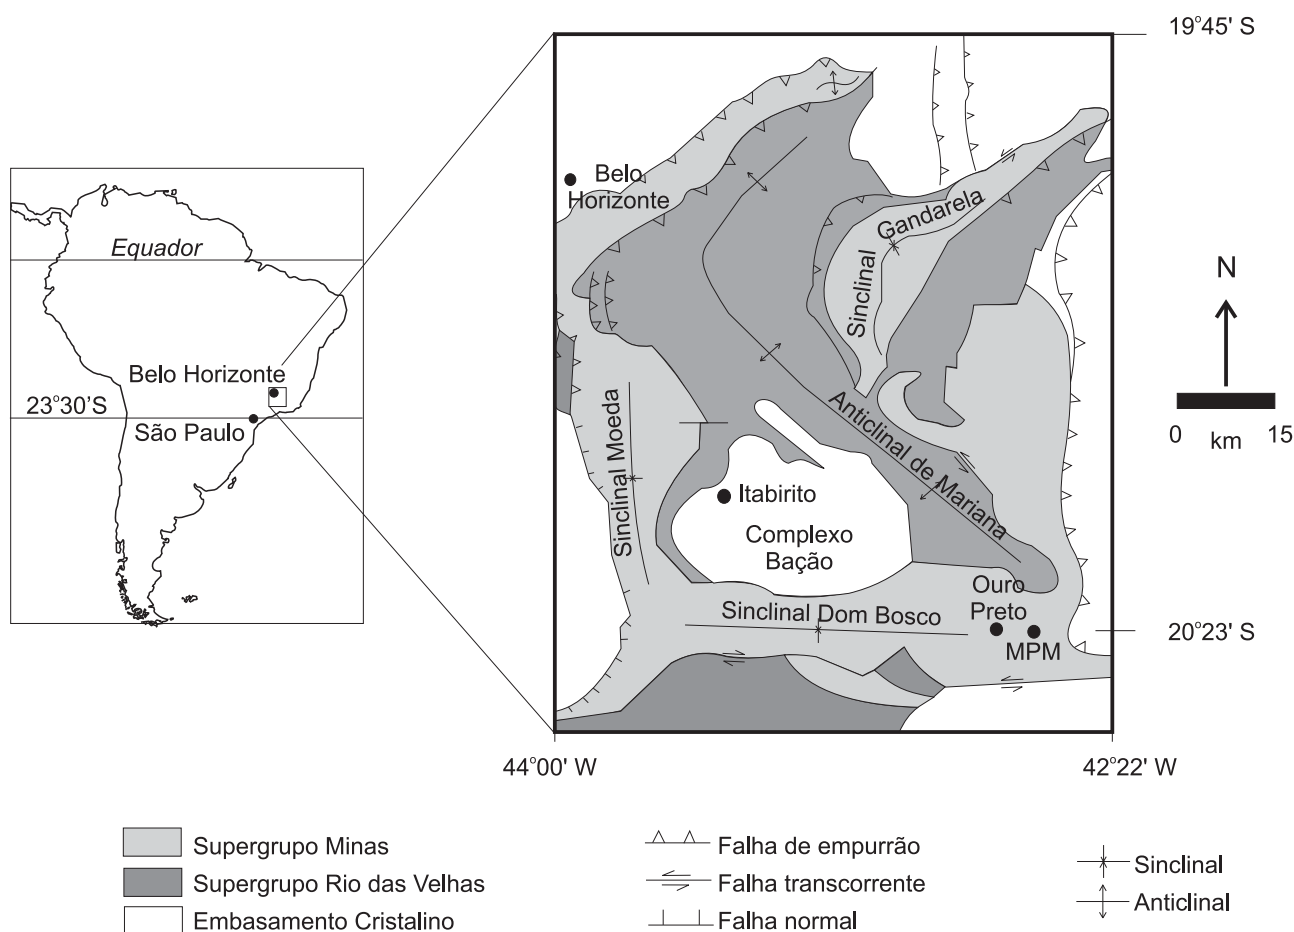 19°45' S
Belo
Horizonte
Sinclinal
Gandarela
Equador
N
Belo Horizonte
23°30'S
São Paulo
0 km 15
Sinclinal Moeda
Anticlinal de Mariana
Itabirito
Complexo
Bação
Ouro
Preto
Sinclinal Dom Bosco
MPM
20°23' S
44°00' W
42°22' W
Supergrupo Minas
Supergrupo Rio das Velhas
Embasamento Cristalino
Falha de empurrão
Falha transcorrente
Falha normal
Sinclinal
Anticlinal